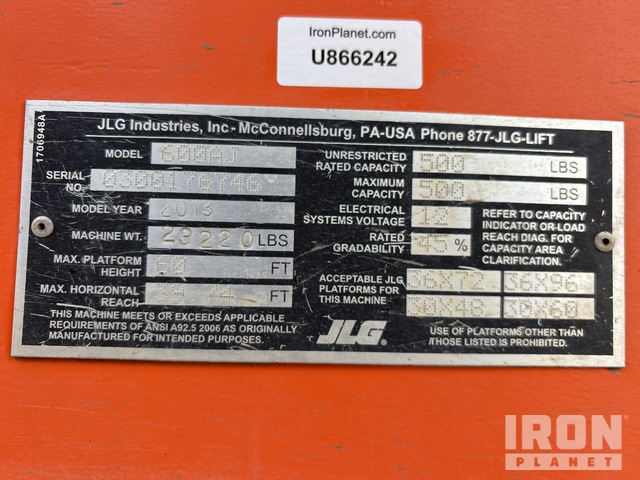 IronPlanet.com
U866242
JLG Industries, Inc - McConnellsburg, PA-USA Phone 877-JLG-LIFT
1706948A
MODEL 600AJ
SERIAL NO. 0300176746
MODEL YEAR 2013
MACHINE WT. 23220 LBS
MAX. PLATFORM HEIGHT 60 FT
MAX. HORIZONTAL REACH FT
THIS MACHINE MEETS OR EXCEEDS APPLICABLE
REQUIREMENTS OF ANSI A92.5 2006 AS ORIGINALLY
MANUFACTURED FOR INTENDED PURPOSES.
UNRESTRICTED RATED CAPACITY 500 LBS
MAXIMUM CAPACITY 500 LBS
ELECTRICAL SYSTEMS VOLTAGE 12
RATED GRADABILITY 45 %
REFER TO CAPACITY
INDICATOR OR LOAD
REACH DIAG. FOR
CAPACITY AREA
CLARIFICATION.
ACCEPTABLE JLG
PLATFORMS FOR
THIS MACHINE
36X72 36X96
JLG
USE OF PLATFORMS OTHER THAN
THOSE LISTED IS PROHIBITED.
IRON
PLANET